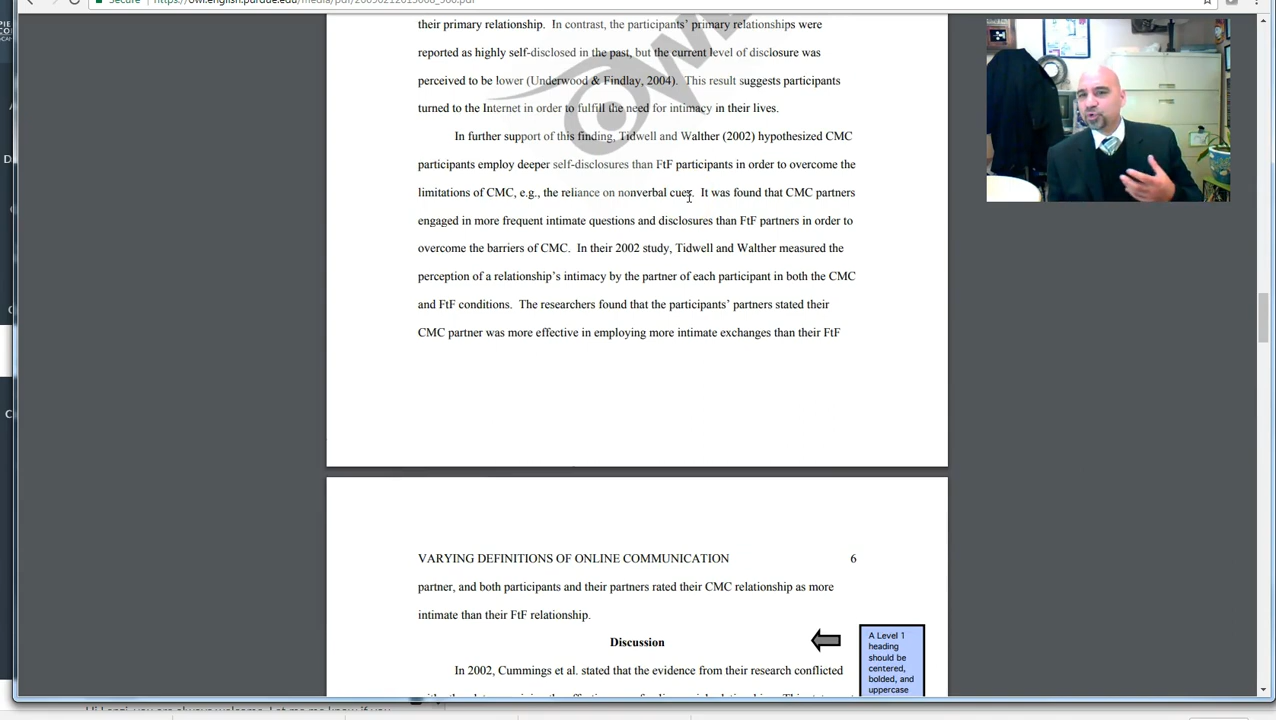 Secure
https://owl.english.purdue.edu/media/pdf/20090212013008_560.pdf
their primary relationship. In contrast, the participants' primary relationships were
reported as highly self-disclosed in the past, but the current level of disclosure was
perceived to be lower (Underwood & Findlay, 2004). This result suggests participants
turned to the Internet in order to fulfill the need for intimacy in their lives.
In further support of this finding, Tidwell and Walther (2002) hypothesized CMC
participants employ deeper self-disclosures than FtF participants in order to overcome the
limitations of CMC, e.g., the reliance on nonverbal cues. It was found that CMC partners
engaged in more frequent intimate questions and disclosures than FtF partners in order to
overcome the barriers of CMC. In their 2002 study, Tidwell and Walther measured the
perception of a relationship's intimacy by the partner of each participant in both the CMC
and FtF conditions. The researchers found that the participants' partners stated their
CMC partner was more effective in employing more intimate exchanges than their FtF
VARYING DEFINITIONS OF ONLINE COMMUNICATION 6
partner, and both participants and their partners rated their CMC relationship as more
intimate than their FtF relationship.
Discussion
A Level 1
heading
should be
centered,
bolded, and
uppercase
In 2002, Cummings et al. stated that the evidence from their research conflicted